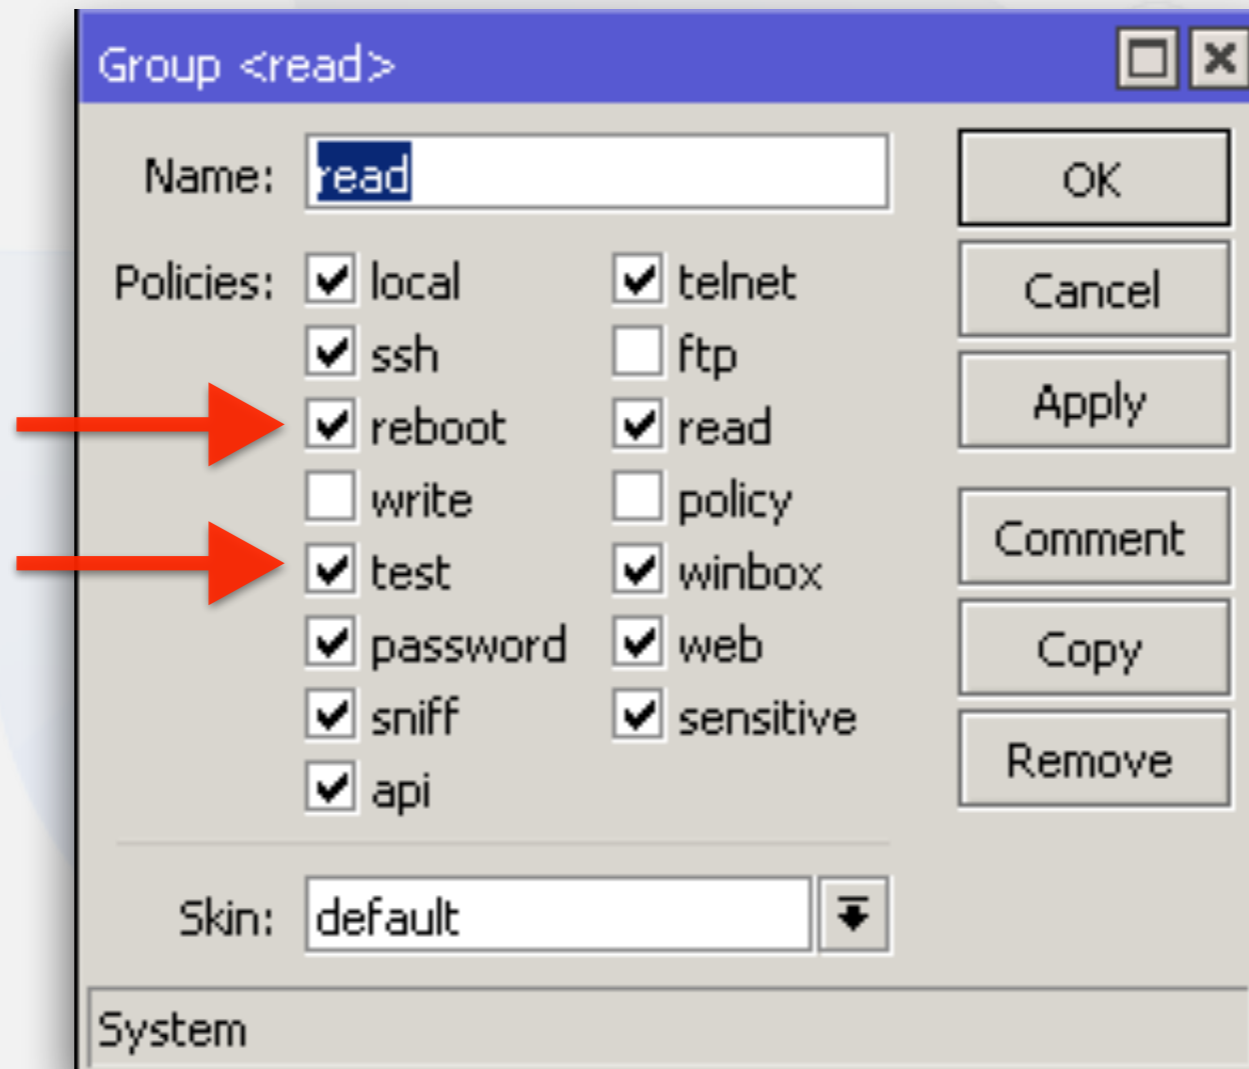 Group <read>
Name: read
OK
Policies: local telnet
Cancel
ssh ftp
reboot read
Apply
write policy
test winbox
Comment
password web
Copy
sniff sensitive
Remove
api
Skin: default
System